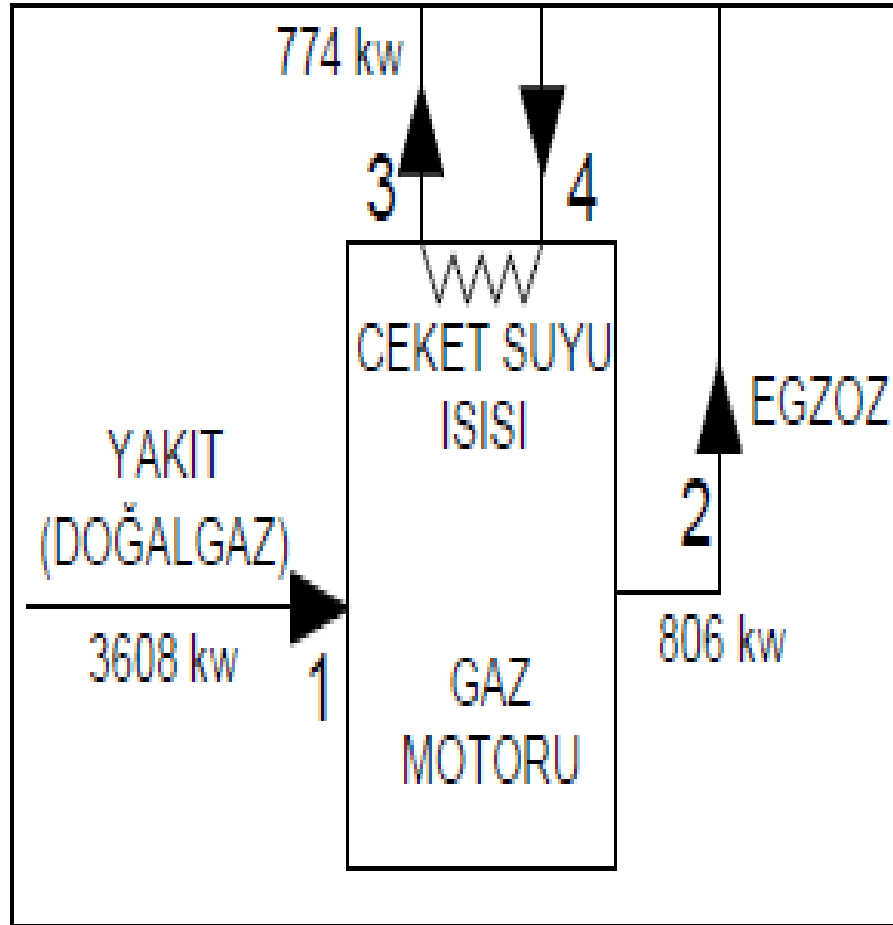 774 kw
3
4
CEKET SUYU
ISISI
EGZOZ
YAKIT
(DOĞALGAZ)
2
3608 kw
1
806 kw
GAZ
MOTORU